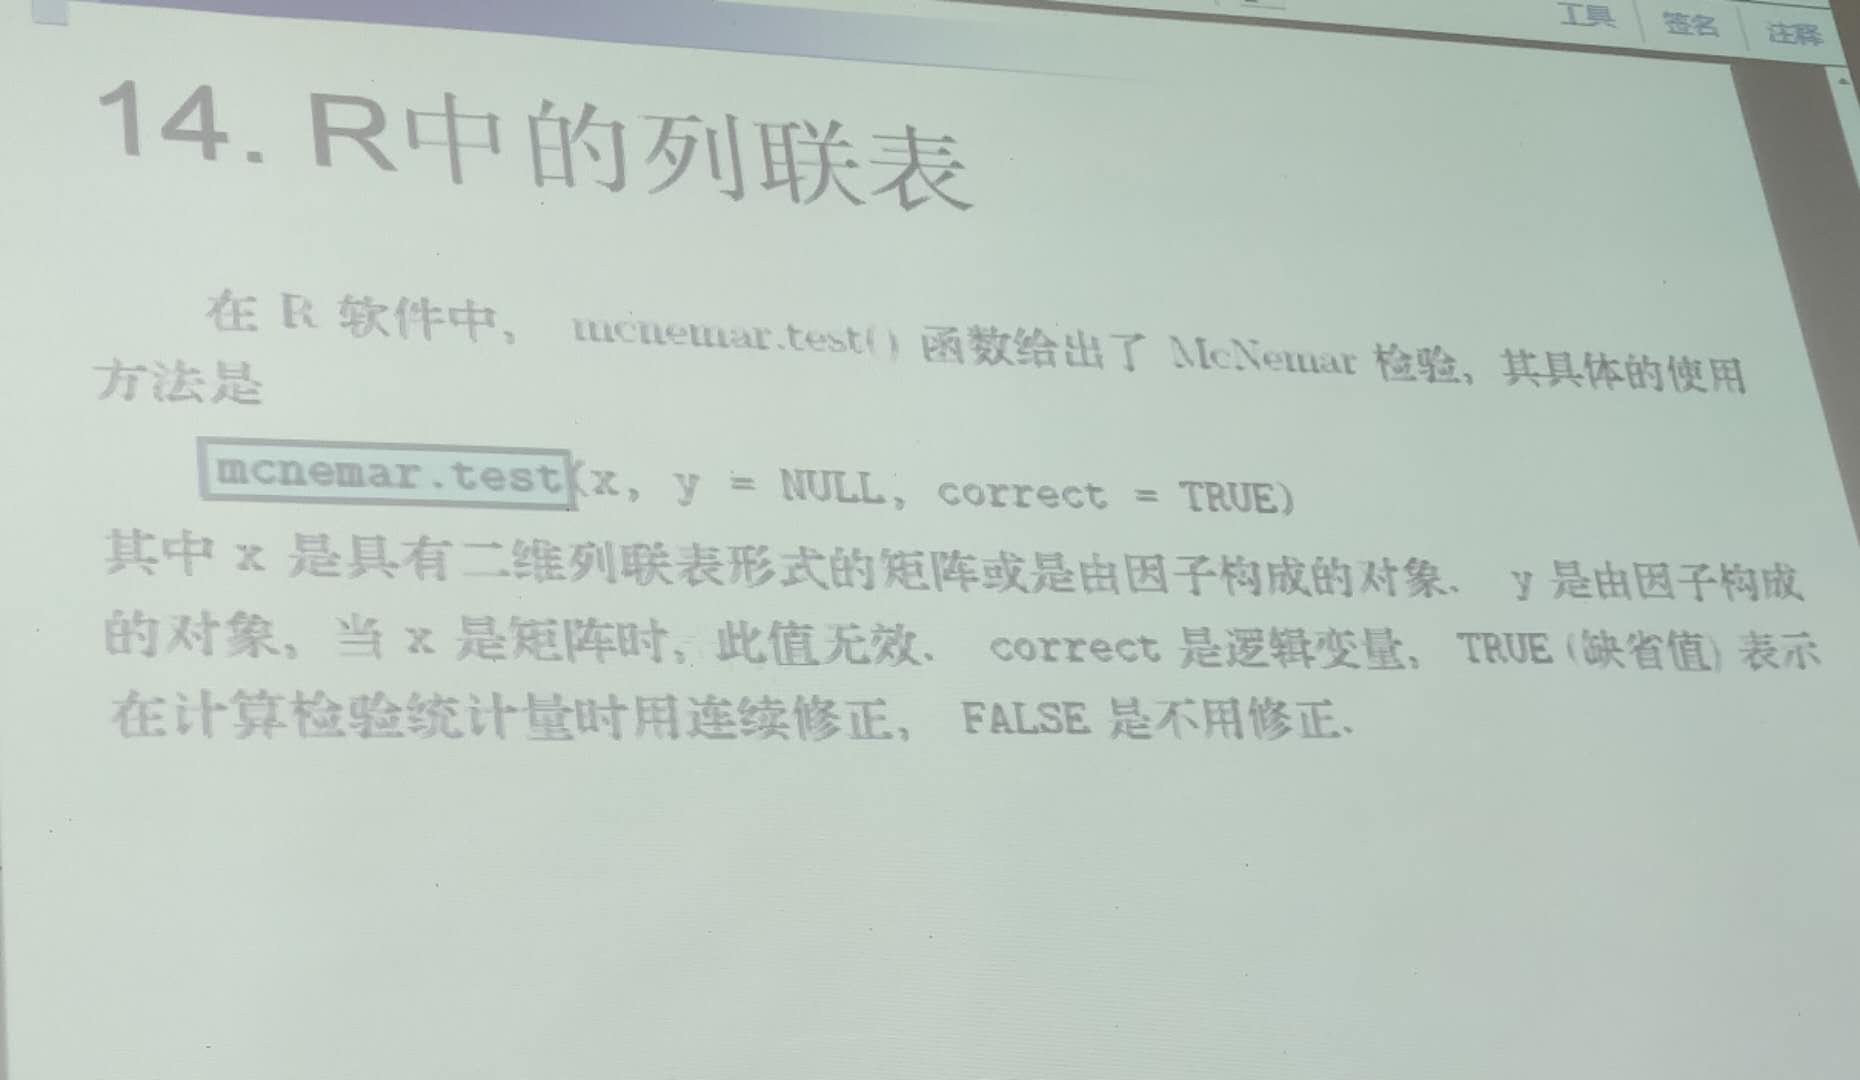 工具 签名 注释
14. R中的列联表
在 R 软件中， mcnemar.test() 函数给出了 McNemar 检验，其具体的使用
方法是
mcnemar.test(x, y = NULL, correct = TRUE)
其中 x 是具有二维列联表形式的矩阵或是由因子构成的对象． y 是由因子构成
的对象，当 x 是矩阵时，此值无效． correct 是逻辑变量， TRUE (缺省值) 表示
在计算检验统计量时用连续修正， FALSE 是不用修正．